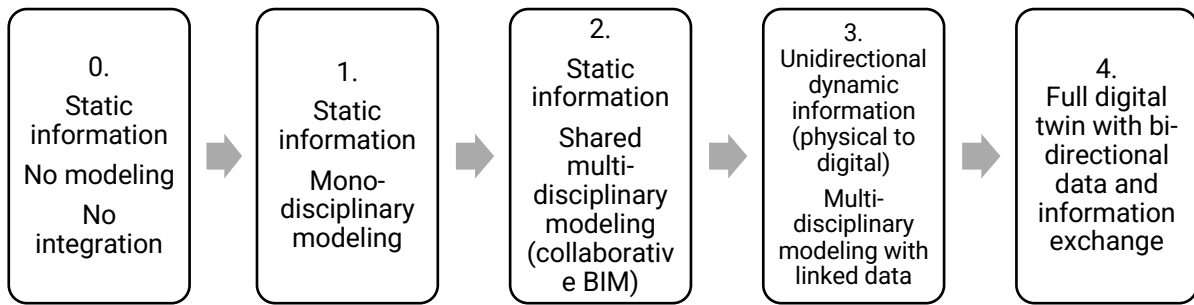 0.
Static
information
No modeling
No
integration
1.
Static
information
Mono-
disciplinary
modeling
2.
Static
information
Shared
multi-
disciplinary
modeling
(collaborativ
e BIM)
3.
Unidirectional
dynamic
information
(physical to
digital)
Multi-
disciplinary
modeling with
linked data
4.
Full digital
twin with bi-
directional
data and
information
exchange